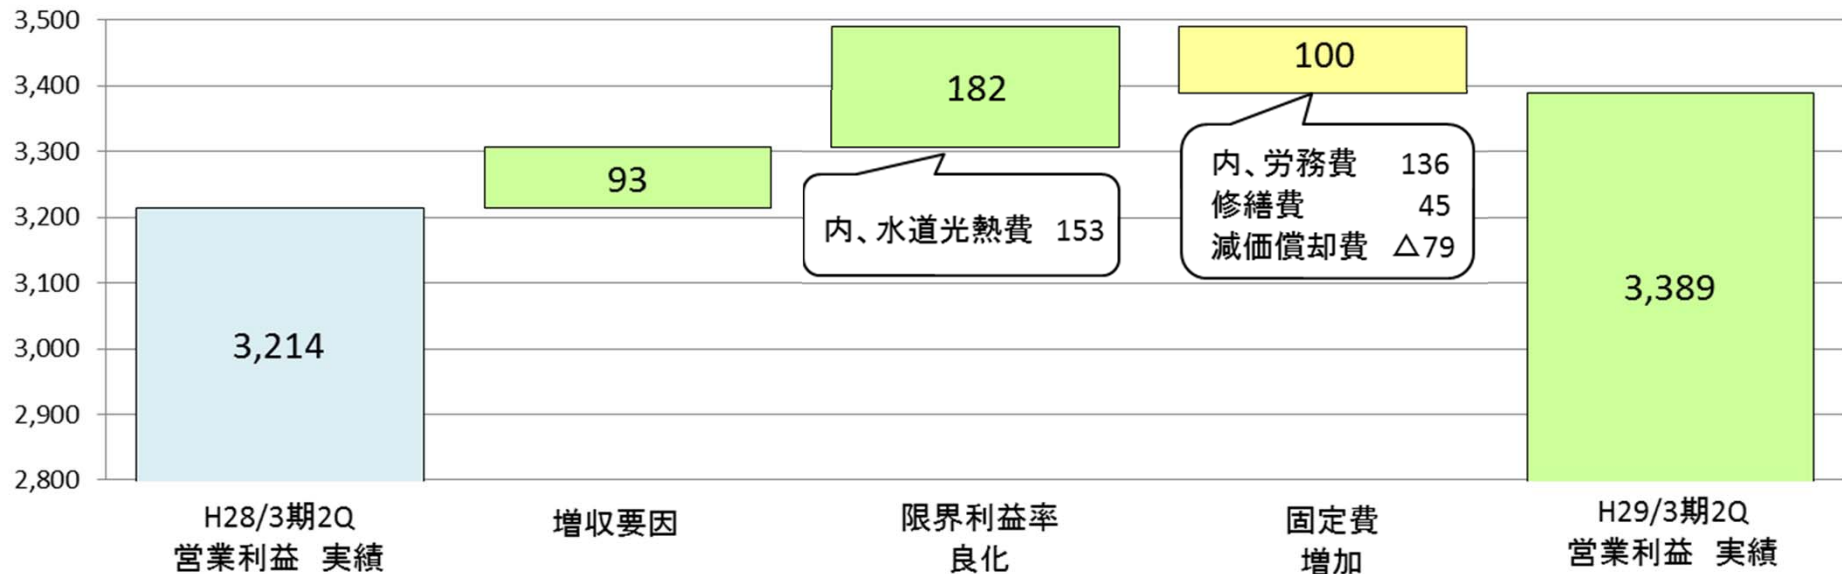 3,500
3,400
3,300
3,200
3,100
3,000
2,900
2,800
3,214
93
182
内、水道光熱費 153
100
内、労務費 136
修繕費 45
減価償却費 △79
3,389
H28/3期2Q
営業利益 実績
増収要因
限界利益率
良化
固定費
増加
H29/3期2Q
営業利益 実績